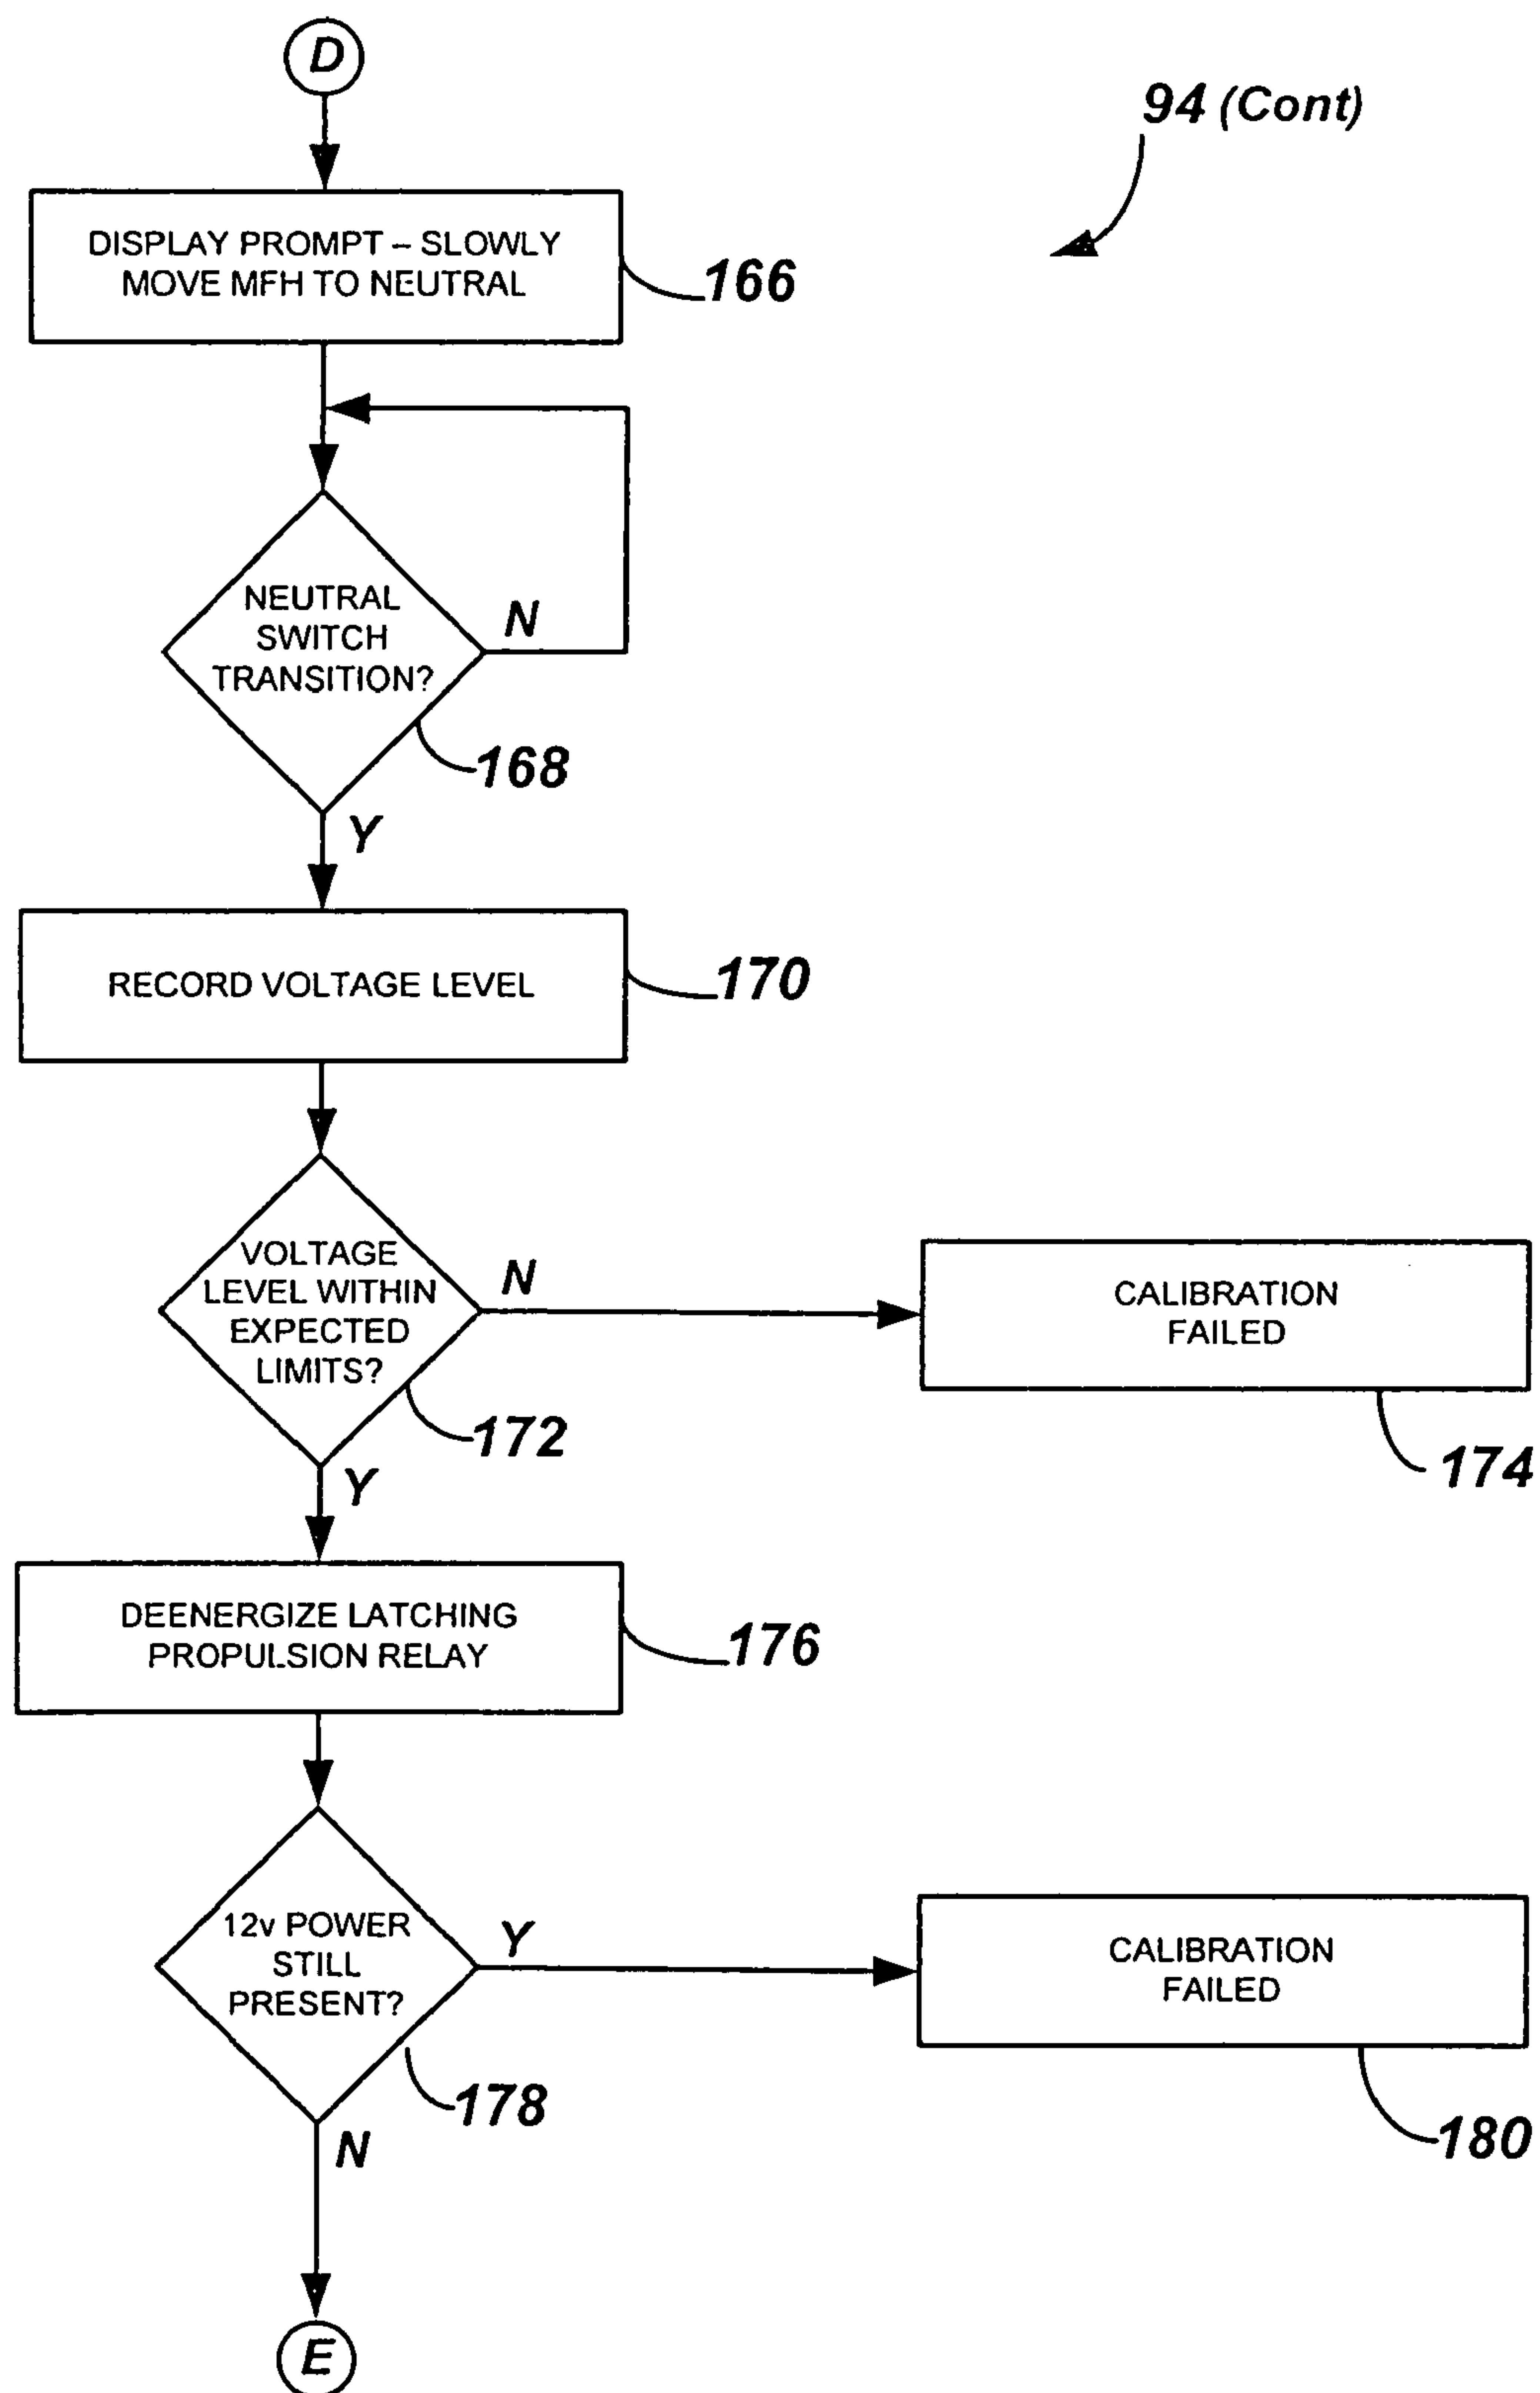 D
94 (Cont)
DISPLAY PROMPT – SLOWLY
MOVE MFH TO NEUTRAL
166
NEUTRAL
SWITCH
TRANSITION?
N
168
Y
RECORD VOLTAGE LEVEL
170
VOLTAGE
LEVEL WITHIN
EXPECTED
LIMITS?
N
CALIBRATION
FAILED
172
174
Y
DEENERGIZE LATCHING
PROPULSION RELAY
176
12v POWER
STILL
PRESENT?
Y
CALIBRATION
FAILED
178
180
N
E